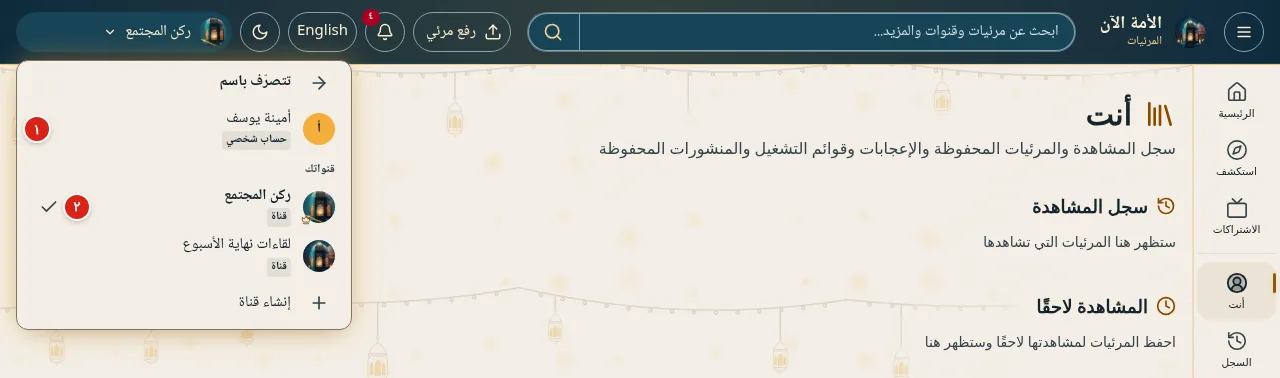 الأمة الآن
المرئيات
ابحث عن مرئيات وقنوات والمزيد...
رفع مرئي
٤
English
ركن المجتمع
الرئيسية
استكشف
الاشتراكات
أنت
السجل
أنت
سجل المشاهدة والمرئيات المحفوظة والإعجابات وقوائم التشغيل والمنشورات المحفوظة
سجل المشاهدة
ستظهر هنا المرئيات التي تشاهدها
المشاهدة لاحقًا
احفظ المرئيات لمشاهدتها لاحقًا وستظهر هنا
تتصرّف باسم
أ
أمينة يوسف
حساب شخصي
١
قنواتك
ركن المجتمع
قناة
٢
لقاءات نهاية الأسبوع
قناة
إنشاء قناة